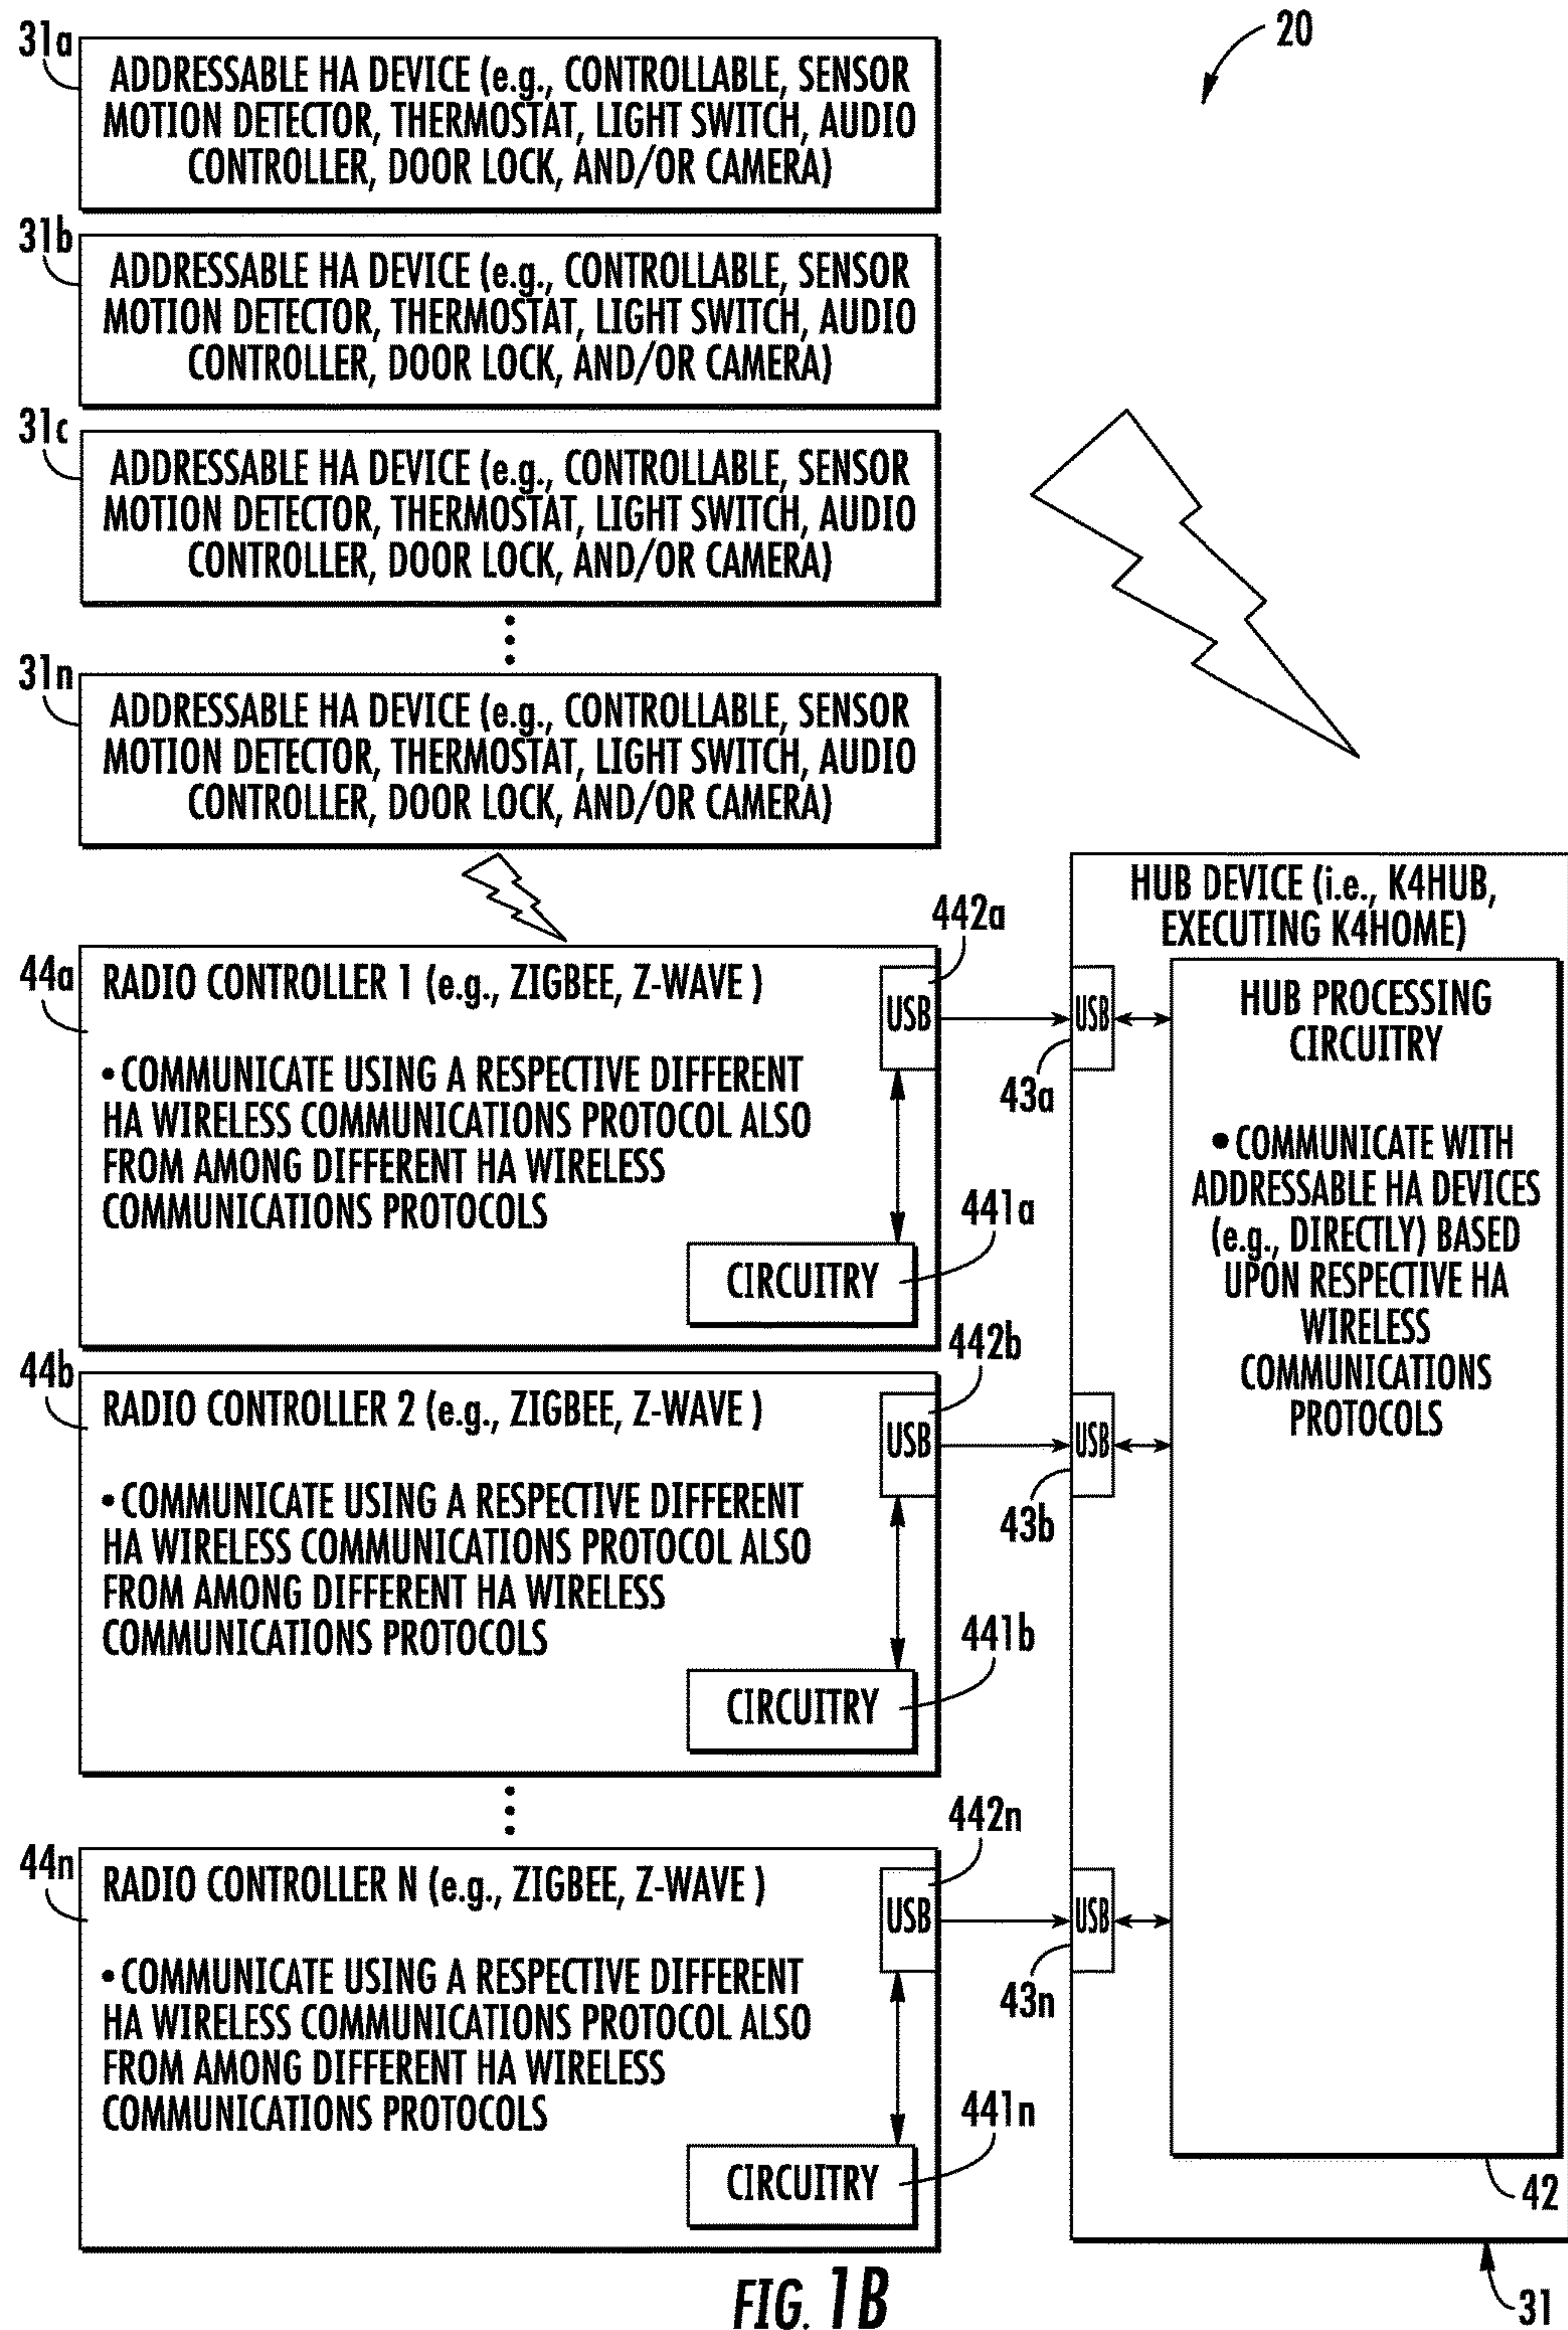 20
31a
ADDRESSABLE HA DEVICE (e.g., CONTROLLABLE, SENSOR
MOTION DETECTOR, THERMOSTAT, LIGHT SWITCH, AUDIO
CONTROLLER, DOOR LOCK, AND/OR CAMERA)
31b
ADDRESSABLE HA DEVICE (e.g., CONTROLLABLE, SENSOR
MOTION DETECTOR, THERMOSTAT, LIGHT SWITCH, AUDIO
CONTROLLER, DOOR LOCK, AND/OR CAMERA)
31c
ADDRESSABLE HA DEVICE (e.g., CONTROLLABLE, SENSOR
MOTION DETECTOR, THERMOSTAT, LIGHT SWITCH, AUDIO
CONTROLLER, DOOR LOCK, AND/OR CAMERA)
31n
ADDRESSABLE HA DEVICE (e.g., CONTROLLABLE, SENSOR
MOTION DETECTOR, THERMOSTAT, LIGHT SWITCH, AUDIO
CONTROLLER, DOOR LOCK, AND/OR CAMERA)
44a
RADIO CONTROLLER 1 (e.g., ZIGBEE, Z-WAVE )
• COMMUNICATE USING A RESPECTIVE DIFFERENT
HA WIRELESS COMMUNICATIONS PROTOCOL ALSO
FROM AMONG DIFFERENT HA WIRELESS
COMMUNICATIONS PROTOCOLS
442a
USB
441a
CIRCUITRY
44b
RADIO CONTROLLER 2 (e.g., ZIGBEE, Z-WAVE )
• COMMUNICATE USING A RESPECTIVE DIFFERENT
HA WIRELESS COMMUNICATIONS PROTOCOL ALSO
FROM AMONG DIFFERENT HA WIRELESS
COMMUNICATIONS PROTOCOLS
442b
USB
441b
CIRCUITRY
44n
RADIO CONTROLLER N (e.g., ZIGBEE, Z-WAVE )
• COMMUNICATE USING A RESPECTIVE DIFFERENT
HA WIRELESS COMMUNICATIONS PROTOCOL ALSO
FROM AMONG DIFFERENT HA WIRELESS
COMMUNICATIONS PROTOCOLS
442n
USB
441n
CIRCUITRY
HUB DEVICE (i.e., K4HUB,
EXECUTING K4HOME)
USB
43a
USB
43b
USB
43n
HUB PROCESSING
CIRCUITRY
• COMMUNICATE WITH
ADDRESSABLE HA DEVICES
(e.g., DIRECTLY) BASED
UPON RESPECTIVE HA
WIRELESS
COMMUNICATIONS
PROTOCOLS
42
31
FIG. 1B